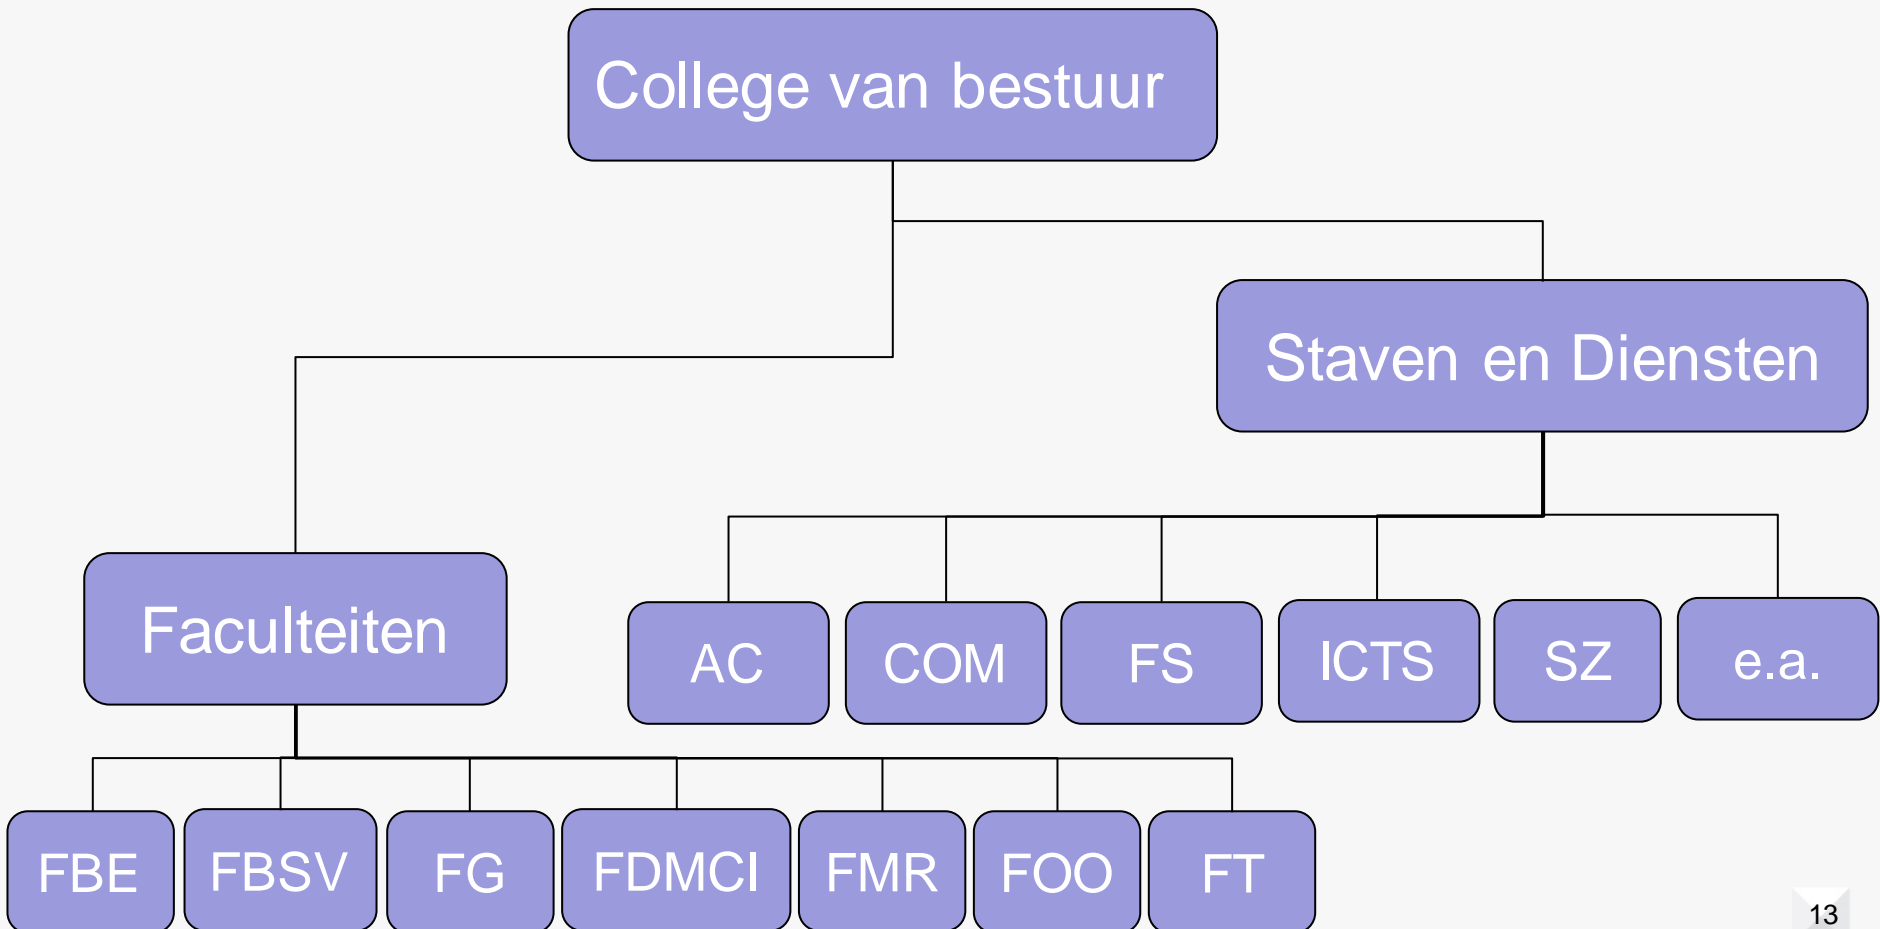 College van bestuur
Staven en Diensten
Faculteiten
AC
COM
FS
ICTS
SZ
e.a.
FBE
FBSV
FG
FDMCI
FMR
FOO
FT
13